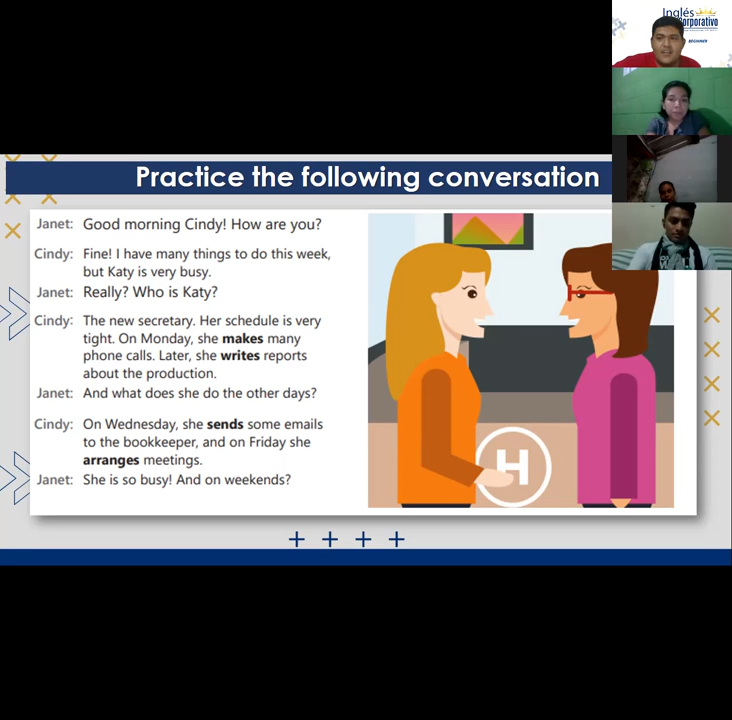 Inglés
Corporativo
BEGINNER
Practice the following conversation
Janet: Good morning Cindy! How are you?
Cindy: Fine! I have many things to do this week,
but Katy is very busy.
Janet: Really? Who is Katy?
Cindy: The new secretary. Her schedule is very
tight. On Monday, she makes many
phone calls. Later, she writes reports
about the production.
Janet: And what does she do the other days?
Cindy: On Wednesday, she sends some emails
to the bookkeeper, and on Friday she
arranges meetings.
Janet: She is so busy! And on weekends?
H